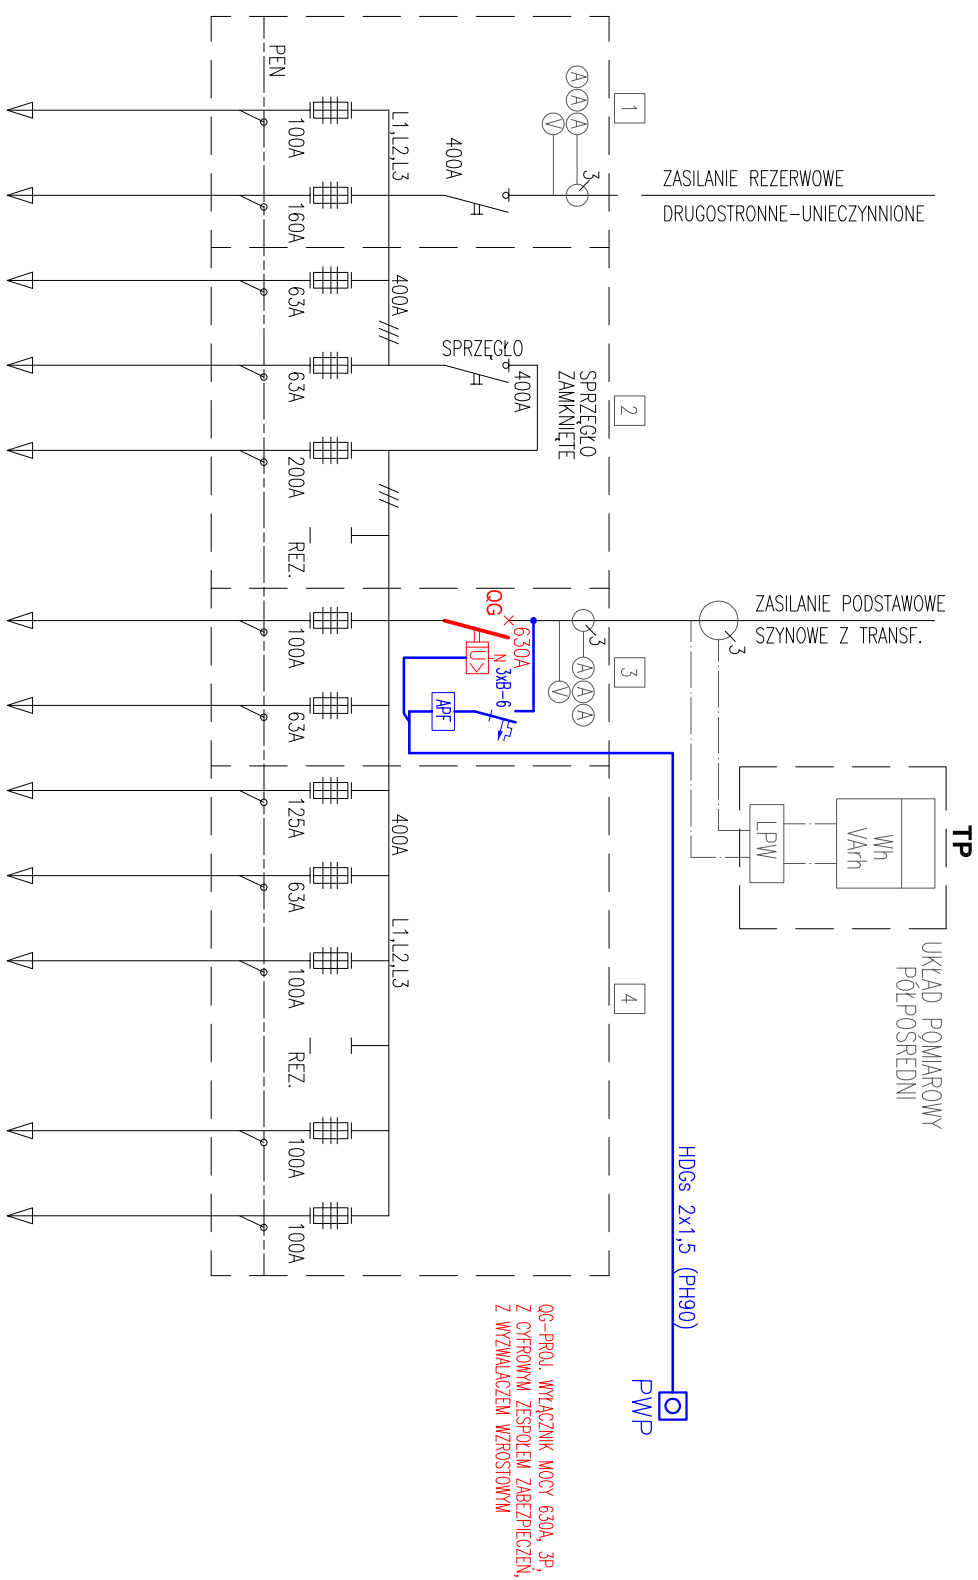 1
2
3
4
PEN
L1,L2,L3
400A
A
A
A
V
3
ZASILANIE REZERWOWE
DRUGOSTRONNE-UNIECZYNNIONE
100A
160A
63A
63A
200A
REZ.
100A
63A
125A
63A
100A
REZ.
100A
100A
400A
SPRZĘGŁO
400A
SPRZĘGŁO
ZAMKNIĘTE
QG
630A
U>
N
3xB-6
APF
3
A
A
A
V
ZASILANIE PODSTAWOWE
SZYNOWE Z TRANSF.
3
TP
Wh
VArh
LPW
UKŁAD POMIAROWY
PÓŁPOŚREDNI
400A
L1,L2,L3
HDGs 2x1,5 (PH90)
PWP
QG-PROJ. WYŁĄCZNIK MOCY 630A, 3P,
Z CYFROWYM ZESPOŁEM ZABEZPIECZEŃ,
Z WYZWALACZEM WZROSTOWYM